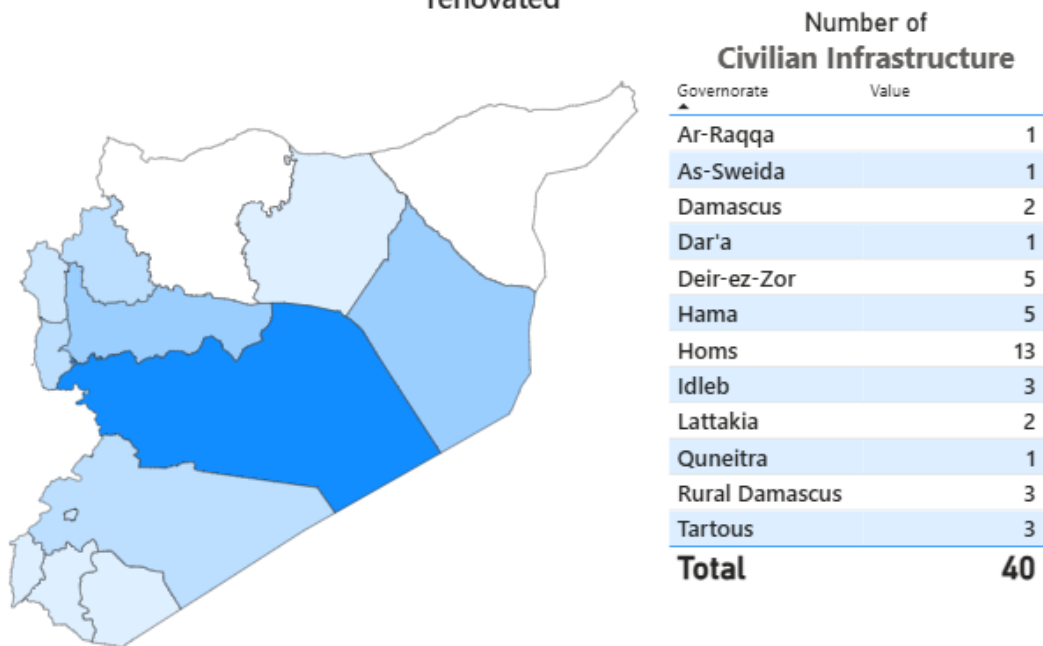 renovated
Number of
Civilian Infrastructure
Governorate Value
Ar-Raqqa 1
As-Sweida 1
Damascus 2
Dar'a 1
Deir-ez-Zor 5
Hama 5
Homs 13
Idleb 3
Lattakia 2
Quneitra 1
Rural Damascus 3
Tartous 3
Total 40